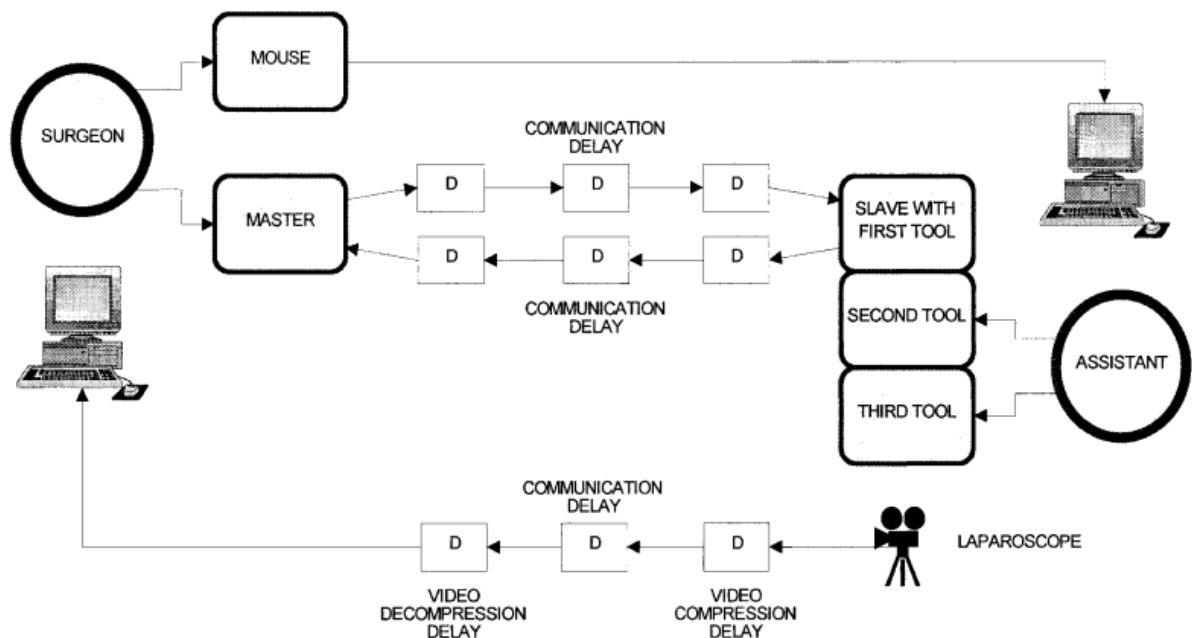 MOUSE
SURGEON
COMMUNICATION
DELAY
D D D
MASTER
SLAVE WITH
FIRST TOOL
D D D
COMMUNICATION
DELAY
SECOND TOOL
ASSISTANT
THIRD TOOL
COMMUNICATION
DELAY
D D D
LAPAROSCOPE
VIDEO
DECOMPRESSION
DELAY
VIDEO
COMPRESSION
DELAY